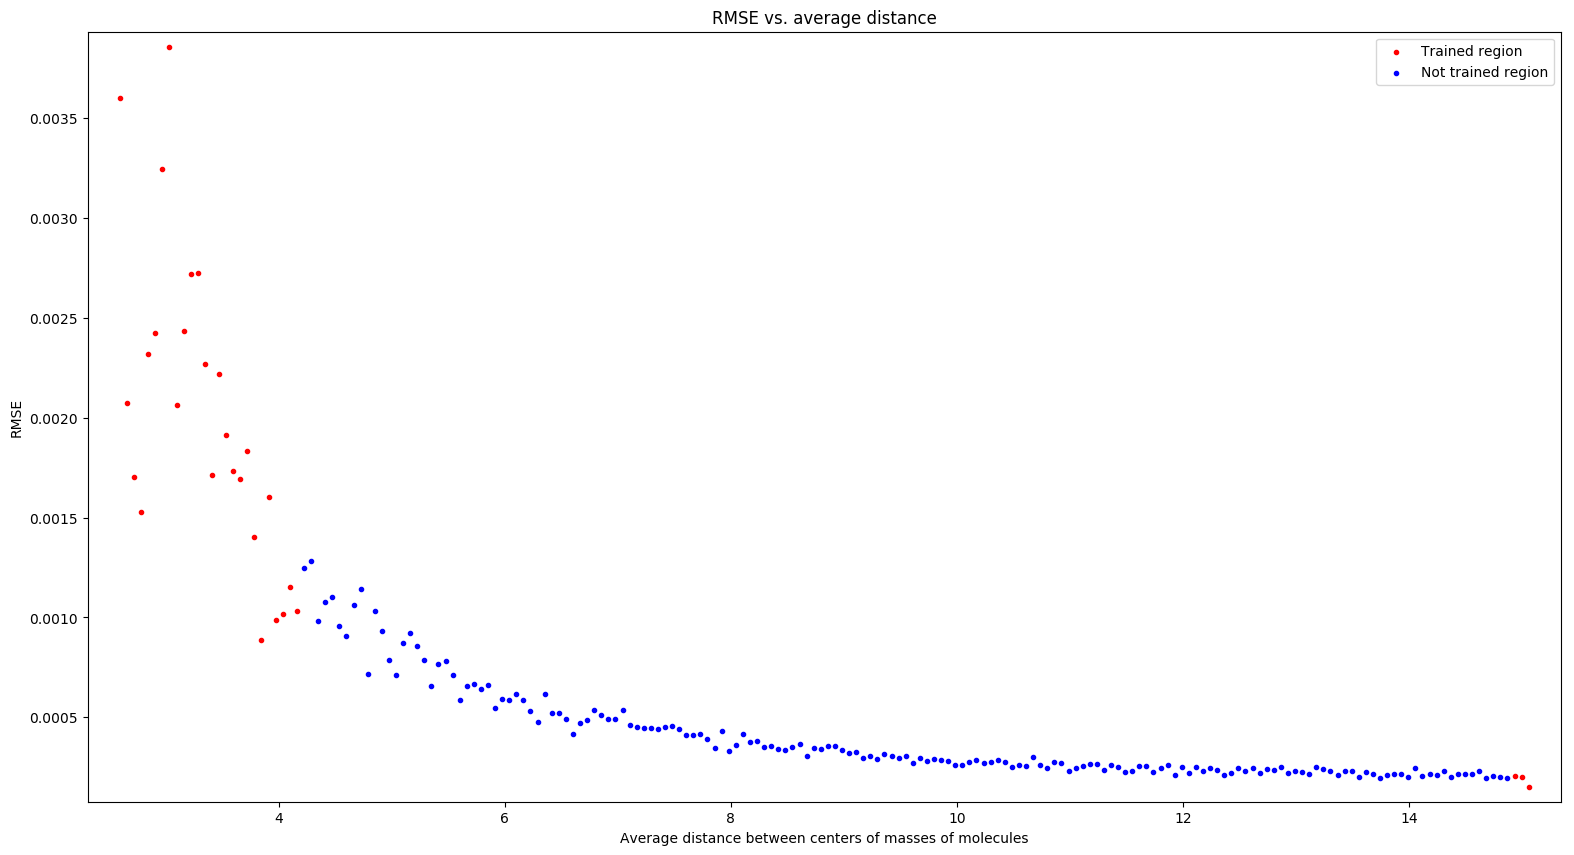 RMSE vs. average distance
Trained region
Not trained region
0.0035
0.0030
0.0025
0.0020
0.0015
0.0010
0.0005
RMSE
4
6
8
10
12
14
Average distance between centers of masses of molecules